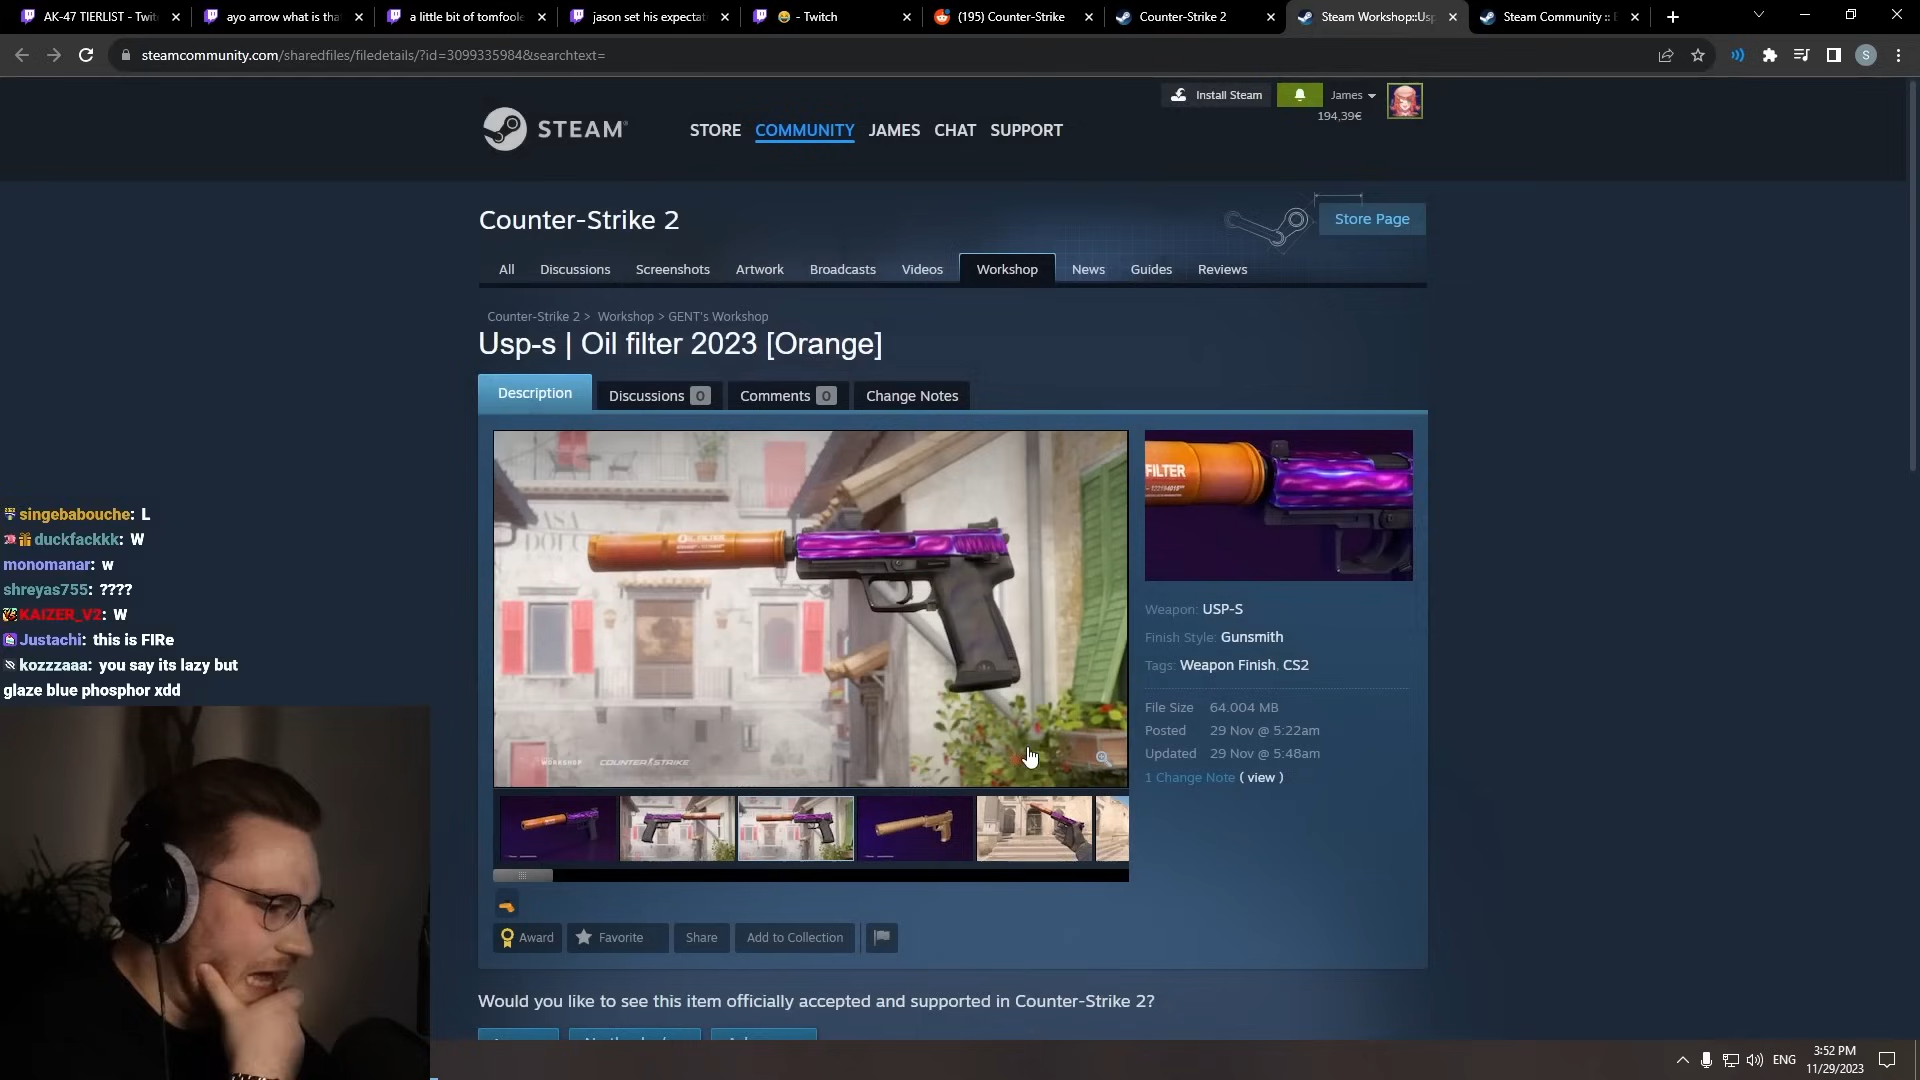 AK-47 TIERLIST - Twit
ayo arrow what is tha
a little bit of tomfoole
jason set his expectat
- Twitch
(195) Counter-Strike
Counter-Strike 2
Steam Workshop::Usp
Steam Community ::
steamcommunity.com/sharedfiles/filedetails/?id=3099335984&searchtext=
S
Install Steam
James
194,39€
STEAM
STORE COMMUNITY JAMES CHAT SUPPORT
Counter-Strike 2
Store Page
All Discussions Screenshots Artwork Broadcasts Videos Workshop News Guides Reviews
Counter-Strike 2 > Workshop > GENT's Workshop
Usp-s | Oil filter 2023 [Orange]
Description Discussions 0 Comments 0 Change Notes
FILTER
OIL FILTER
WORKSHOP COUNTER STRIKE
Weapon: USP-S
Finish Style: Gunsmith
Tags: Weapon Finish, CS2
File Size 64.004 MB
Posted 29 Nov @ 5:22am
Updated 29 Nov @ 5:48am
1 Change Note ( view )
singebabouche: L
duckfackkk: W
monomanar: w
shreyas755: ????
KAIZER_V2: W
Justachi: this is FIRe
kozzzaaa: you say its lazy but
glaze blue phosphor xdd
Award Favorite Share Add to Collection
Would you like to see this item officially accepted and supported in Counter-Strike 2?
ENG
3:52 PM
11/29/2023